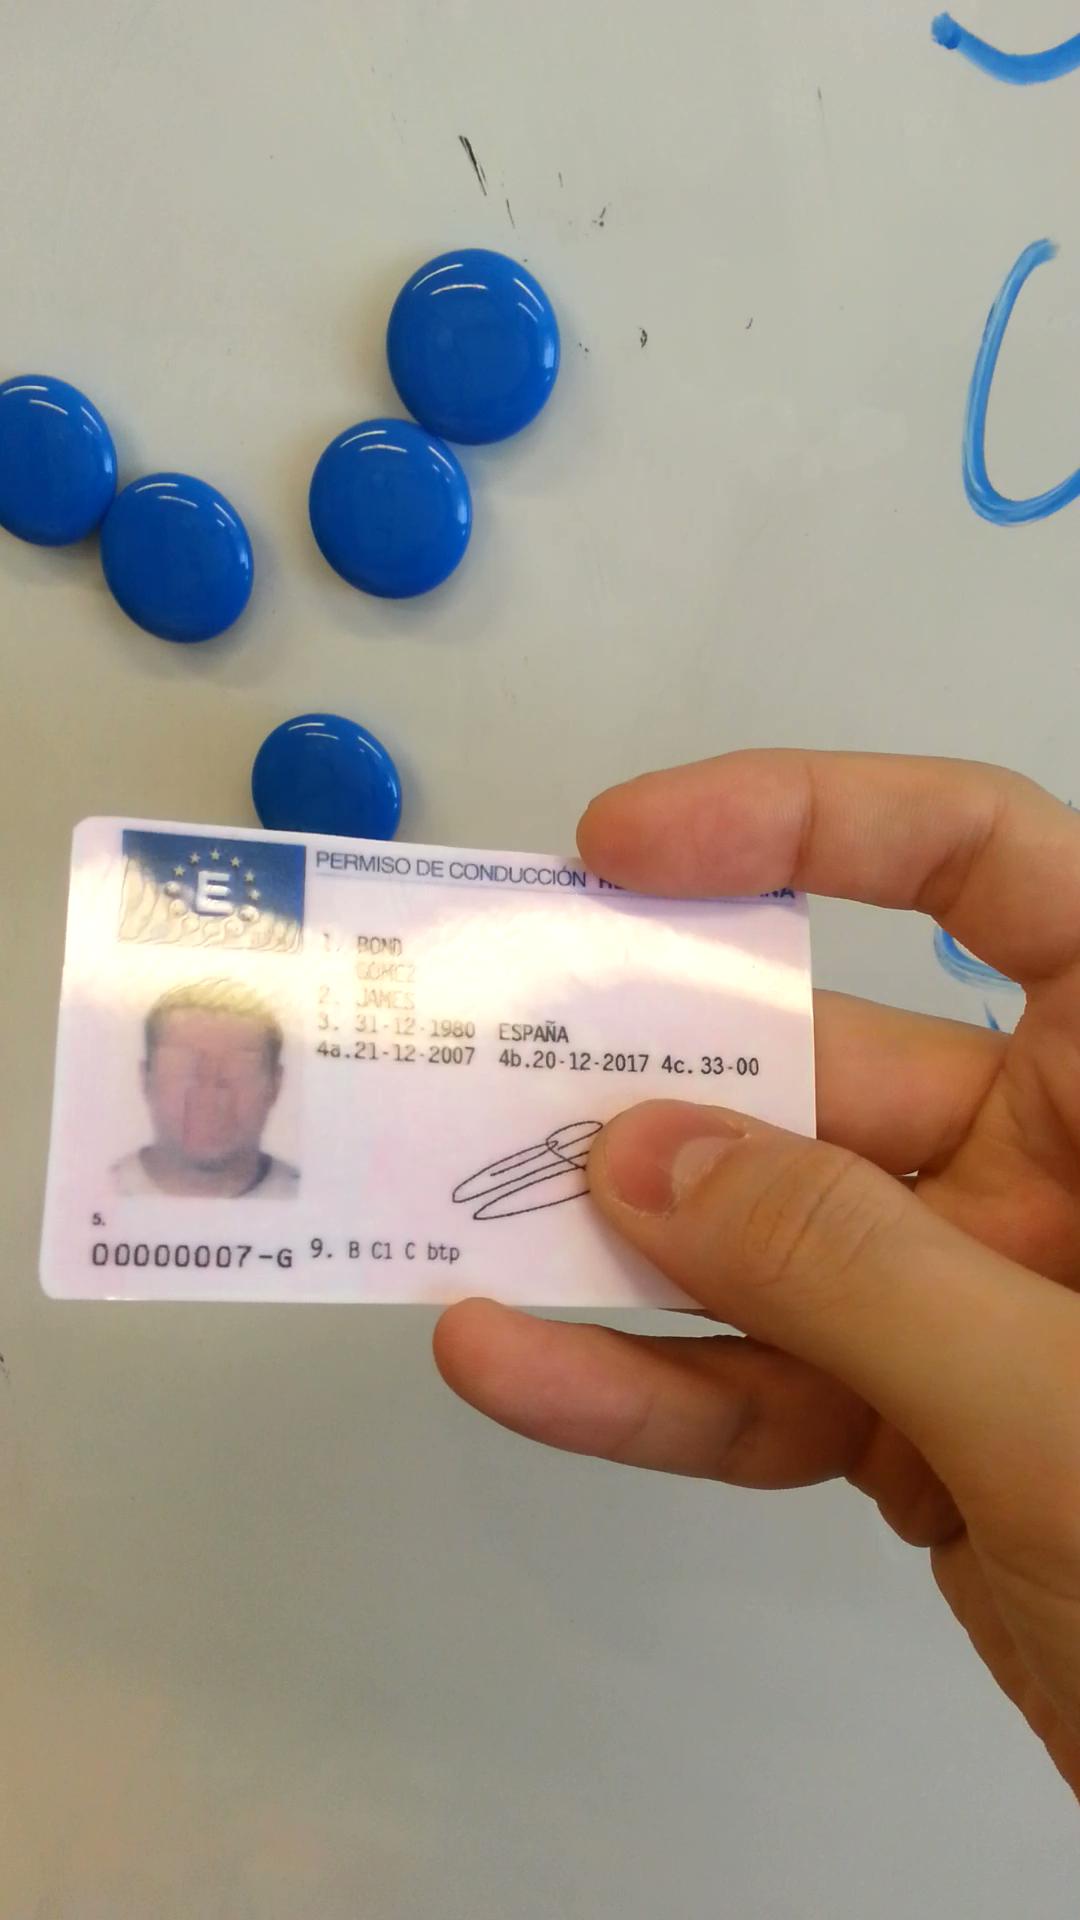 E
PERMISO DE CONDUCCIÓN
1. BOND
GOMEZ
2. JAMES
3. 31-12-1980 ESPAÑA
4a.21-12-2007 4b.20-12-2017 4c. 33-00
5.
00000007-G 9. B C1 C btp